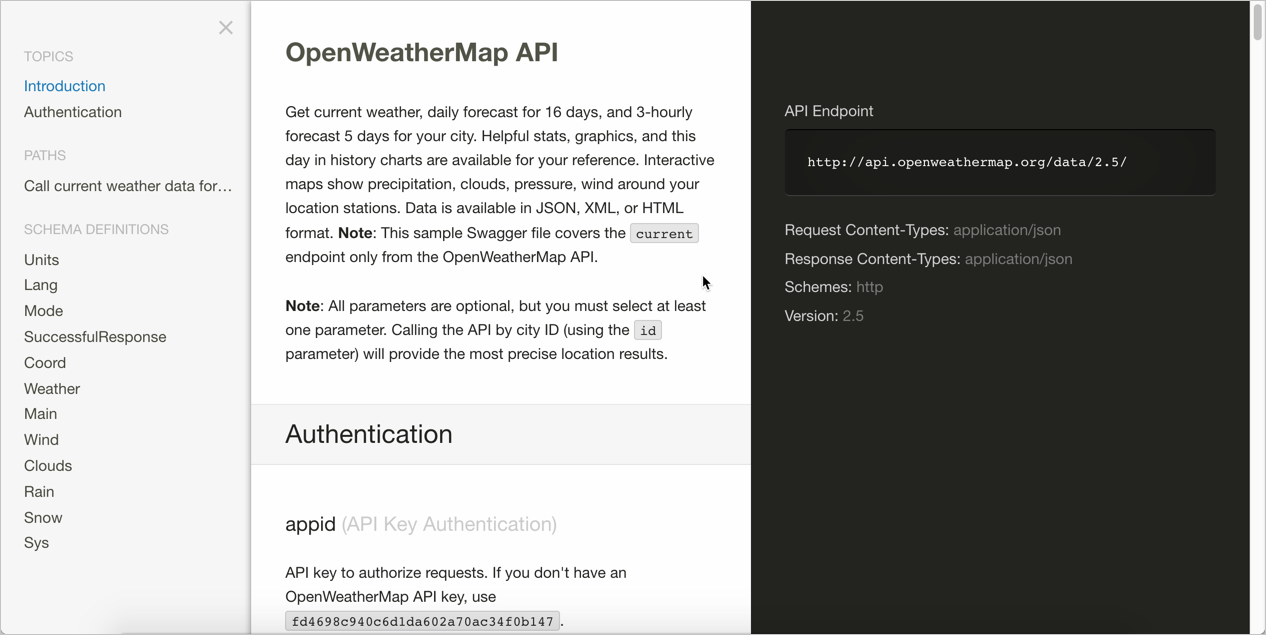 TOPICS
Introduction
Authentication
PATHS
Call current weather data for…
SCHEMA DEFINITIONS
Units
Lang
Mode
SuccessfulResponse
Coord
Weather
Main
Wind
Clouds
Rain
Snow
Sys
OpenWeatherMap API
Get current weather, daily forecast for 16 days, and 3-hourly
forecast 5 days for your city. Helpful stats, graphics, and this
day in history charts are available for your reference. Interactive
maps show precipitation, clouds, pressure, wind around your
location stations. Data is available in JSON, XML, or HTML
format. Note: This sample Swagger file covers the current
endpoint only from the OpenWeatherMap API.
Note: All parameters are optional, but you must select at least
one parameter. Calling the API by city ID (using the id
parameter) will provide the most precise location results.
Authentication
appid (API Key Authentication)
API key to authorize requests. If you don't have an
OpenWeatherMap API key, use
fd4698c940c6d1da602a70ac34f0b147.
API Endpoint
http://api.openweathermap.org/data/2.5/
Request Content-Types: application/json
Response Content-Types: application/json
Schemes: http
Version: 2.5